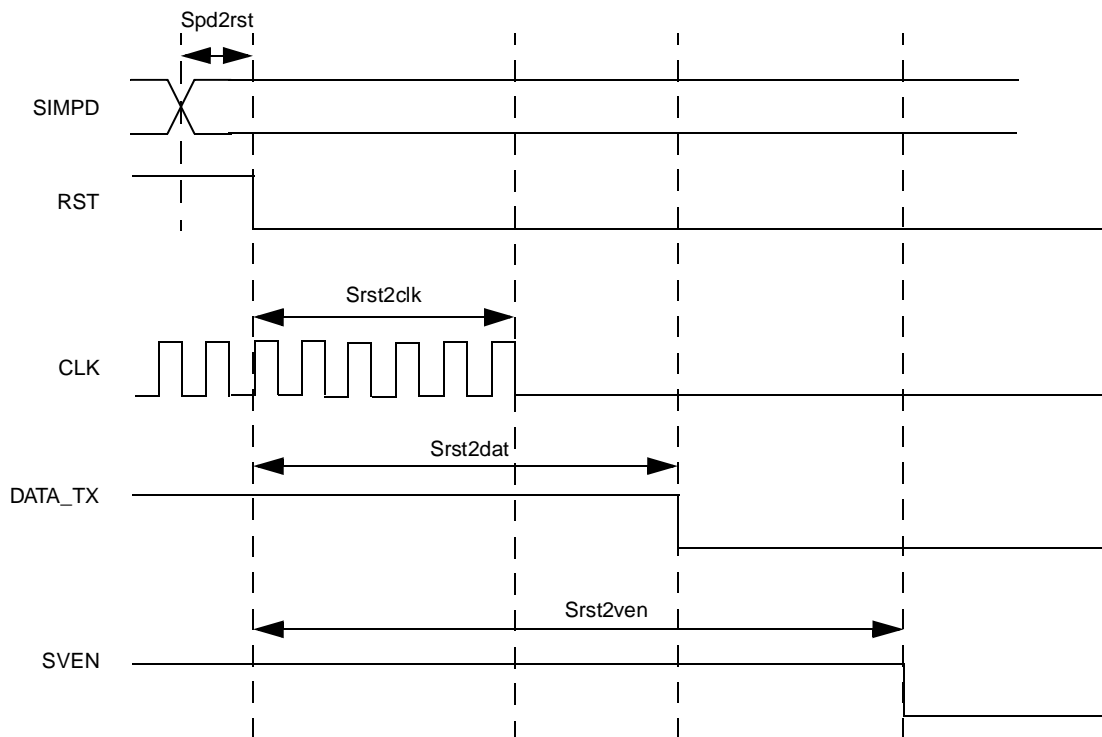 Spd2rst
SIMPD
RST
Srst2clk
CLK
Srst2dat
DATA_TX
Srst2ven
SVEN